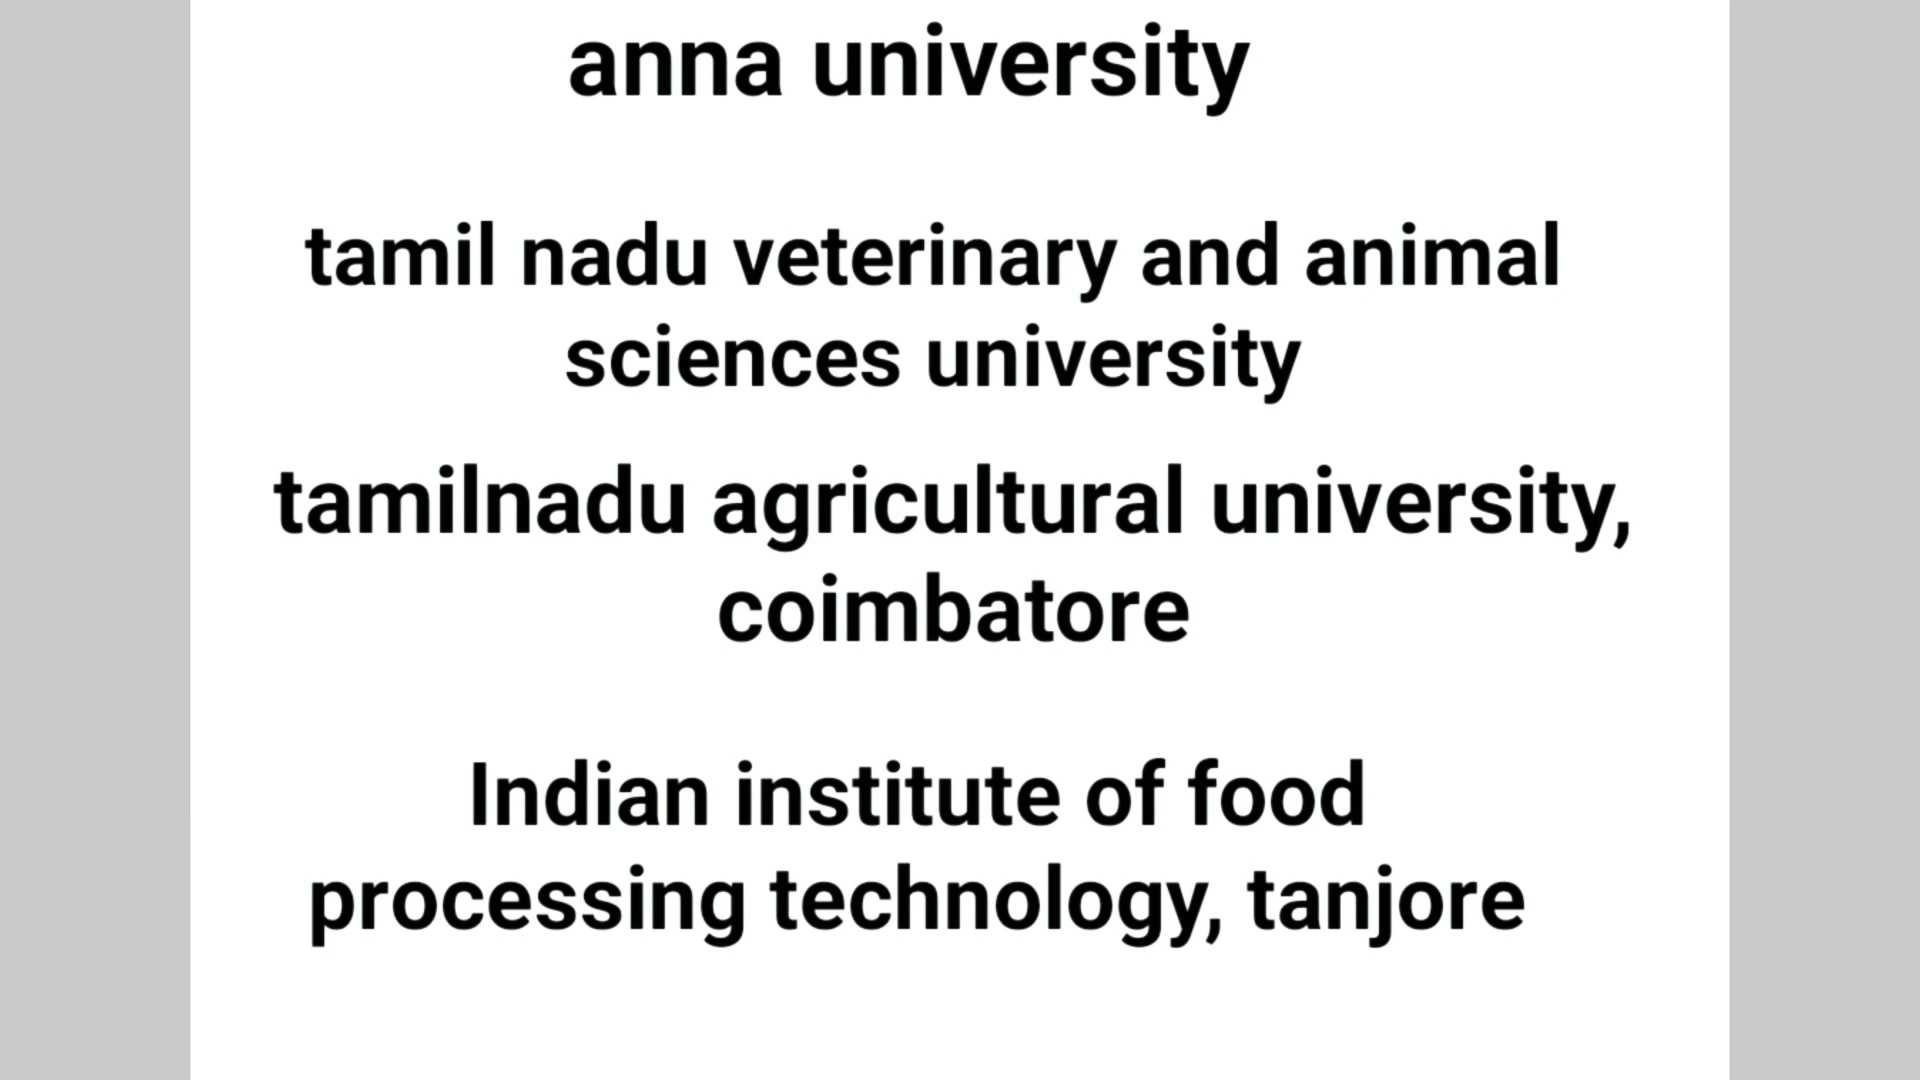 anna university
tamil nadu veterinary and animal
sciences university
tamilnadu agricultural university,
coimbatore
Indian institute of food
processing technology, tanjore